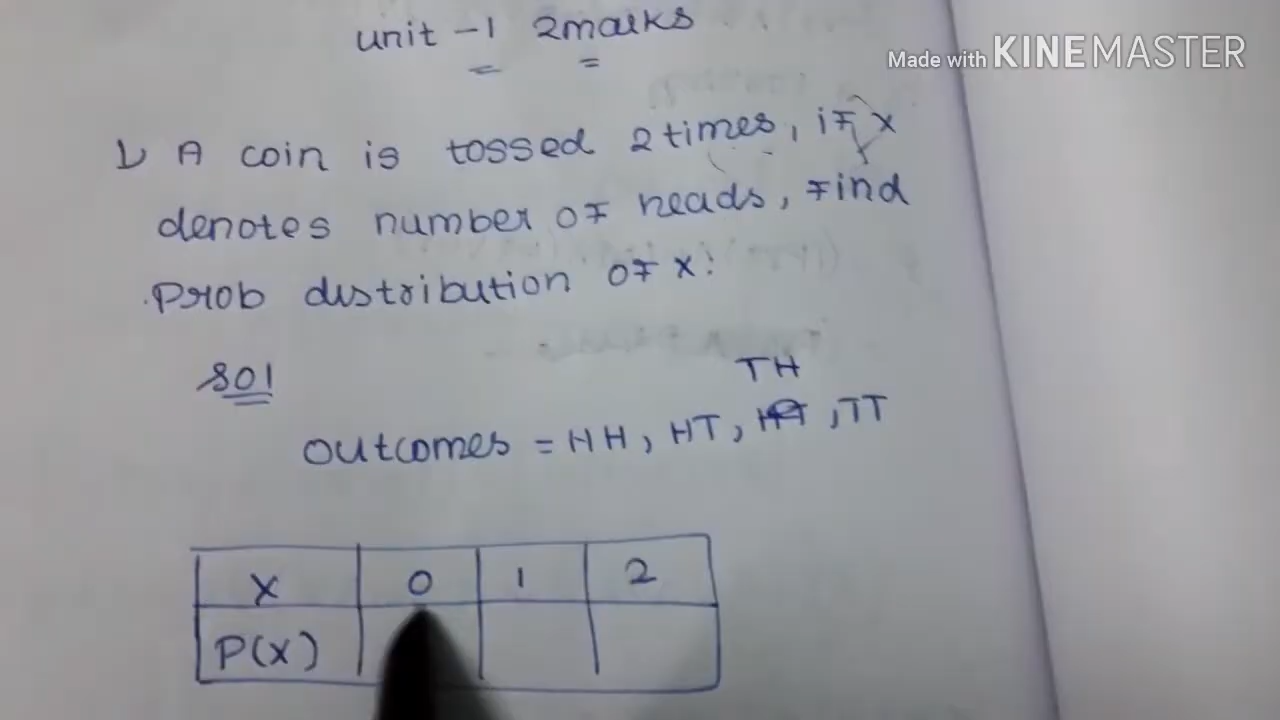 unit - 1 2marks
Made with KINEMASTER
1) A coin is tossed 2 times, if x
denotes number of heads, Find
Prob distribution of x:
Sol
TH
Outcomes = HH, HT, , TT
X 0 1 2
P(X)